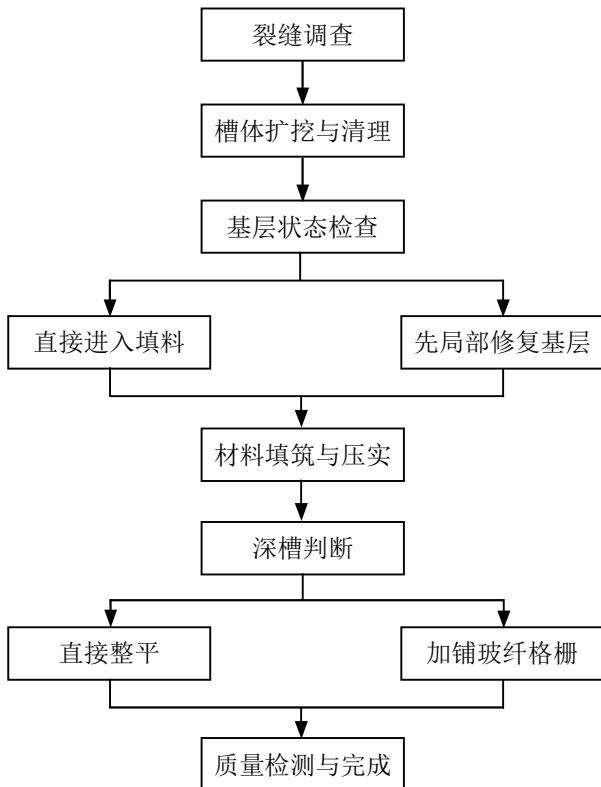 裂缝调查
槽体扩挖与清理
基层状态检查
直接进入填料
先局部修复基层
材料填筑与压实
深槽判断
直接整平
加铺玻纤格栅
质量检测与完成